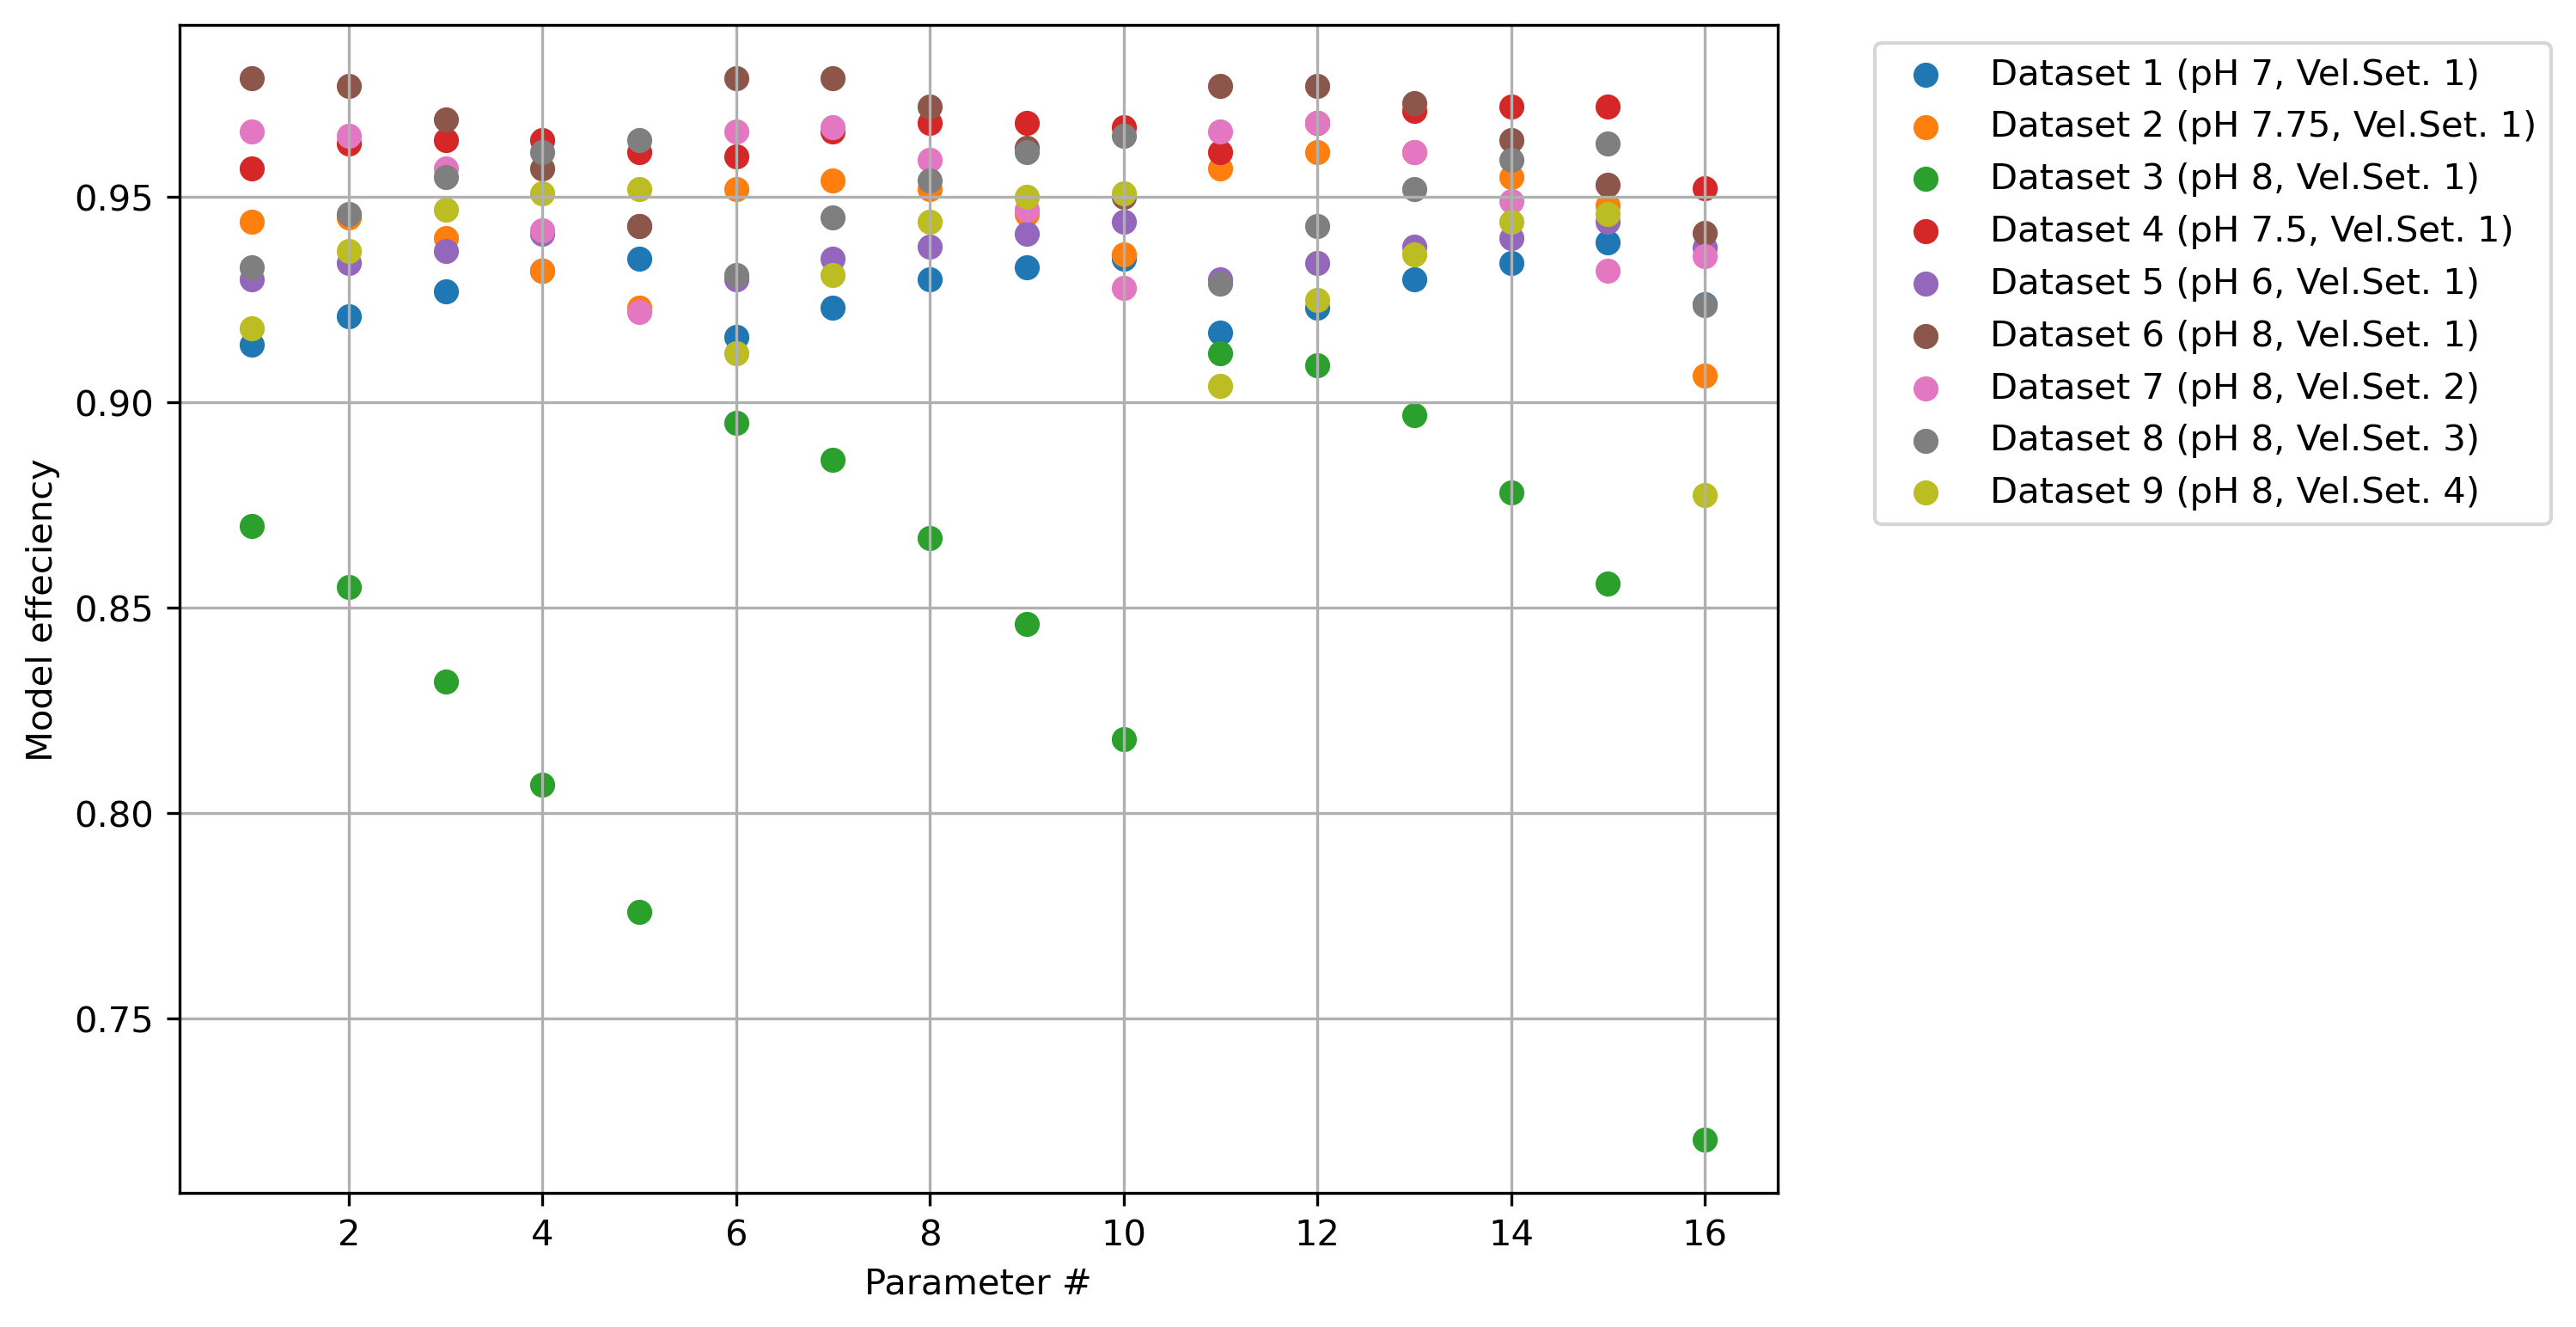 Model effeciency
0.95
0.90
0.85
0.80
0.75
2 4 6 8 10 12 14 16
Parameter #
Dataset 1 (pH 7, Vel.Set. 1)
Dataset 2 (pH 7.75, Vel.Set. 1)
Dataset 3 (pH 8, Vel.Set. 1)
Dataset 4 (pH 7.5, Vel.Set. 1)
Dataset 5 (pH 6, Vel.Set. 1)
Dataset 6 (pH 8, Vel.Set. 1)
Dataset 7 (pH 8, Vel.Set. 2)
Dataset 8 (pH 8, Vel.Set. 3)
Dataset 9 (pH 8, Vel.Set. 4)